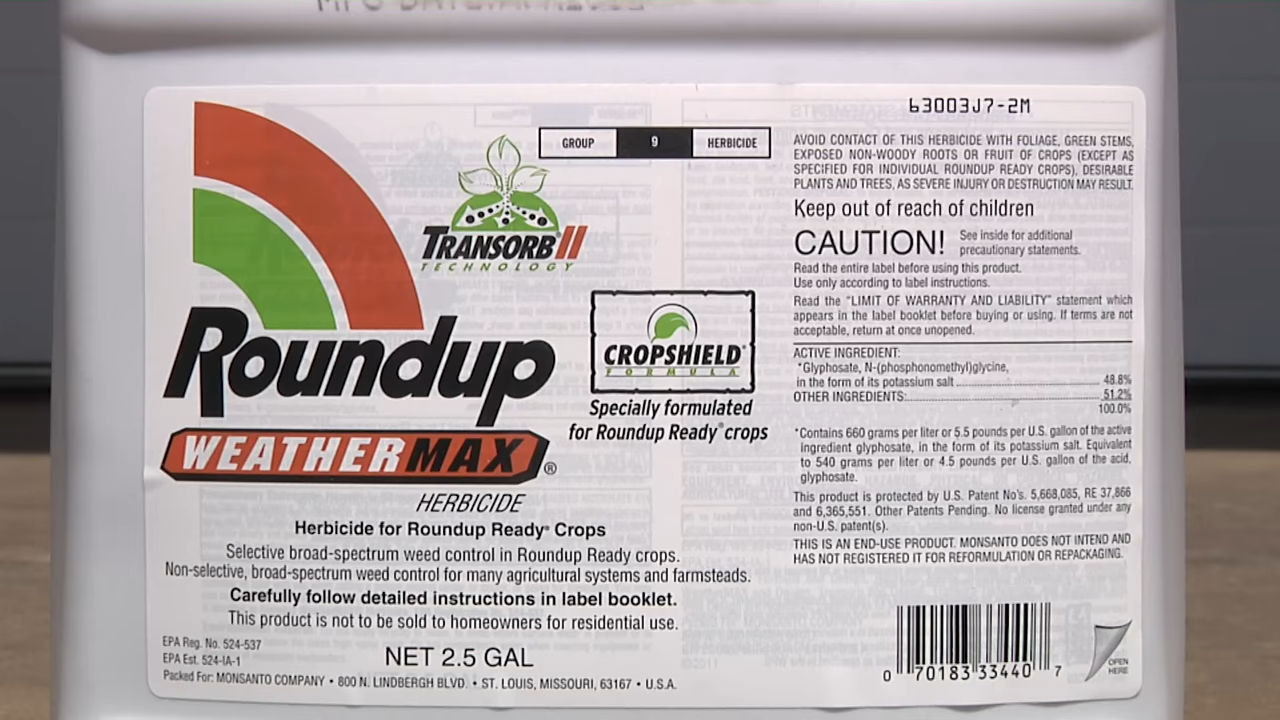 GROUP 9 HERBICIDE
TRANSORB® II
TECHNOLOGY
Roundup
WEATHERMAX®
HERBICIDE
CROPSHIELD®
FORMULA
Specially formulated
for Roundup Ready® crops
Herbicide for Roundup Ready® Crops
Selective broad-spectrum weed control in Roundup Ready crops.
Non-selective, broad-spectrum weed control for many agricultural systems and farmsteads.
Carefully follow detailed instructions in label booklet.
This product is not to be sold to homeowners for residential use.
EPA Reg. No. 524-537
EPA Est. 524-IA-1
NET 2.5 GAL
Packed For: MONSANTO COMPANY • 800 N. LINDBERGH BLVD. • ST. LOUIS, MISSOURI, 63167 • U.S.A.
63003J7-2M
AVOID CONTACT OF THIS HERBICIDE WITH FOLIAGE, GREEN STEMS,
EXPOSED NON-WOODY ROOTS OR FRUIT OF CROPS (EXCEPT AS
SPECIFIED FOR INDIVIDUAL ROUNDUP READY CROPS), DESIRABLE
PLANTS AND TREES, AS SEVERE INJURY OR DESTRUCTION MAY RESULT.
Keep out of reach of children
CAUTION! See inside for additional
precautionary statements.
Read the entire label before using this product.
Use only according to label instructions.
Read the "LIMIT OF WARRANTY AND LIABILITY" statement which
appears in the label booklet before buying or using. If terms are not
acceptable, return at once unopened.
ACTIVE INGREDIENT:
*Glyphosate, N-(phosphonomethyl)glycine,
in the form of its potassium salt 48.8%
OTHER INGREDIENTS: 51.2%
100.0%
*Contains 660 grams per liter or 5.5 pounds per U.S. gallon of the active
ingredient glyphosate, in the form of its potassium salt. Equivalent
to 540 grams per liter or 4.5 pounds per U.S. gallon of the acid,
glyphosate.
This product is protected by U.S. Patent No's. 5,668,085, RE 37,866
and 6,365,551. Other Patents Pending. No license granted under any
non-U.S. patent(s).
THIS IS AN END-USE PRODUCT. MONSANTO DOES NOT INTEND AND
HAS NOT REGISTERED IT FOR REFORMULATION OR REPACKAGING.
0 70183 33440 7
OPEN
HERE